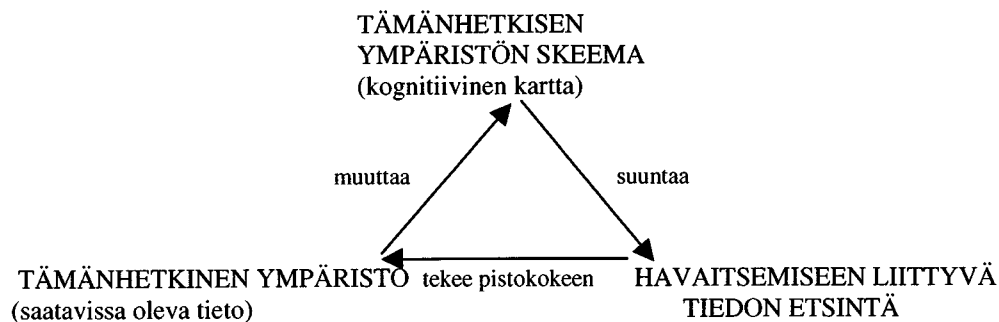 TÄMÄNHETKISEN
YMPÄRISTÖN SKEEMA
(kognitiivinen kartta)
muuttaa
suuntaa
TÄMÄNHETKINEN YMPÄRISTÖ
tekee pistokokeen
HAVAITSEMISEEN LIITTYVÄ
(saatavissa oleva tieto)
TIEDON ETSINTÄ